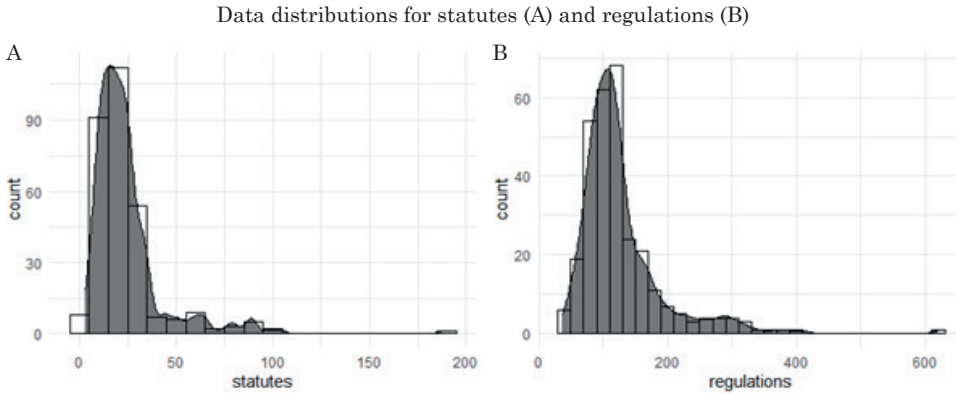 Data distributions for statutes (A) and regulations (B)
A
90
60
30
0
count
0 50 100 150 200
statutes
B
60
40
20
0
count
0 200 400 600
regulations